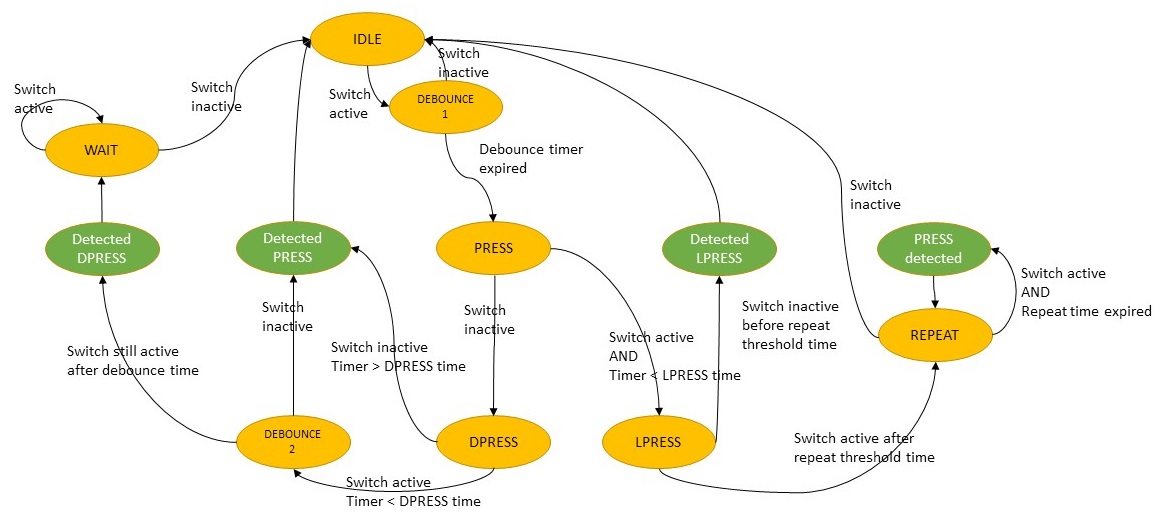 IDLE
Switch
inactive
Switch
active
Switch
inactive
Switch
active
DEBOUNCE
1
WAIT
Debounce timer
expired
Switch
inactive
Detected
DPRESS
Detected
PRESS
PRESS
Detected
LPRESS
PRESS
detected
Switch active
AND
Repeat time expired
Switch
inactive
Switch
inactive
Switch inactive
before repeat
threshold time
REPEAT
Switch still active
after debounce time
Switch inactive
Timer > DPRESS time
Switch active
AND
Timer < LPRESS time
DEBOUNCE
2
DPRESS
LPRESS
Switch active after
repeat threshold time
Switch active
Timer < DPRESS time